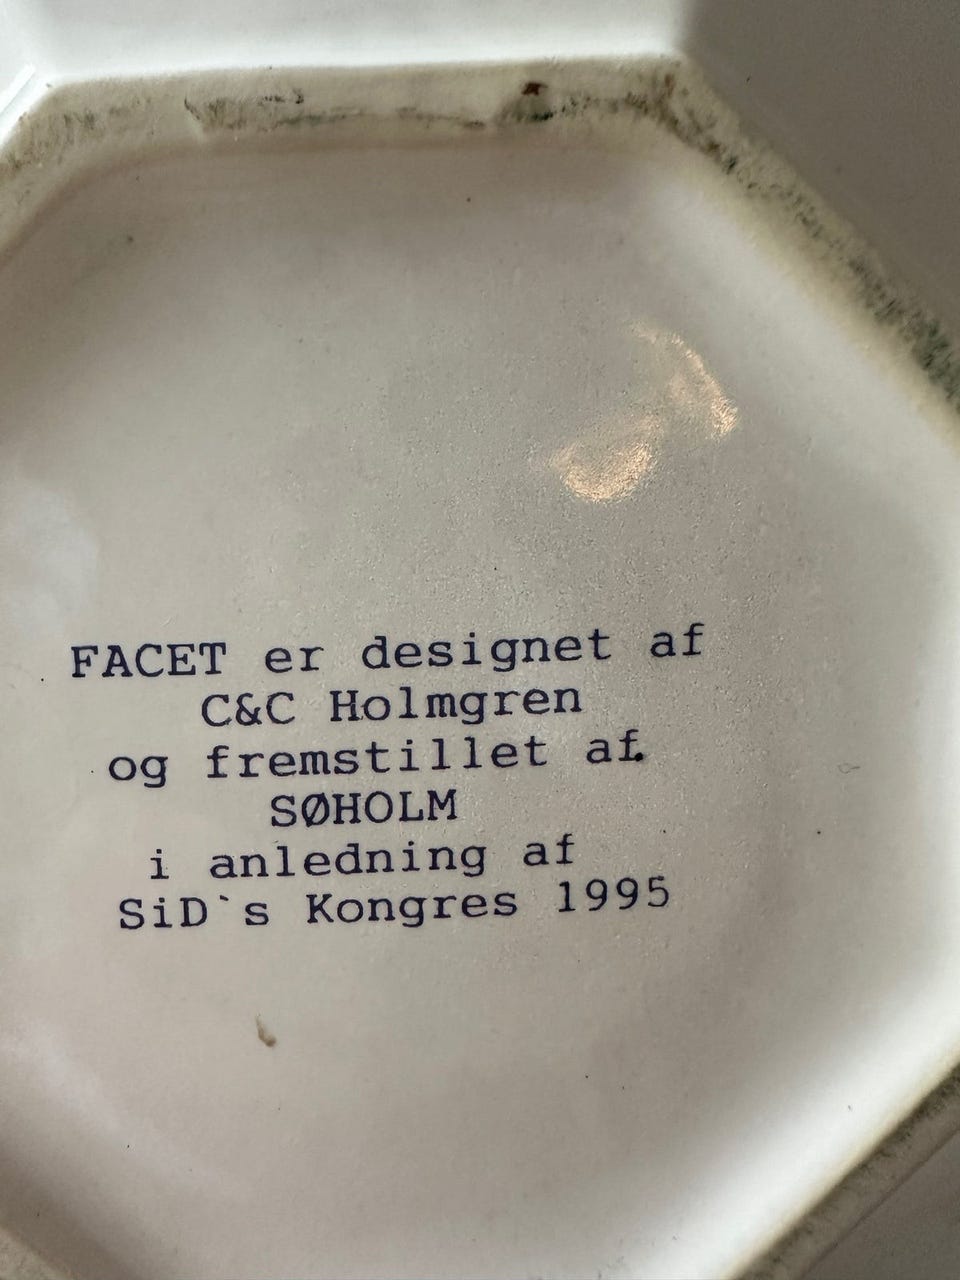 FACET er designet af
C&C Holmgren
og fremstillet af
SØHOLM
i anledning af
SiD`s Kongres 1995